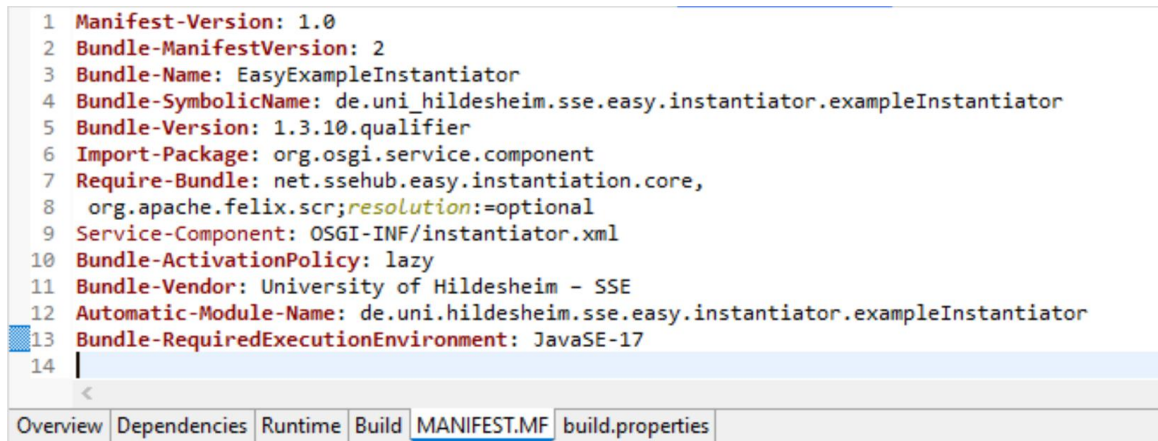 1 Manifest-Version: 1.0
2 Bundle-ManifestVersion: 2
3 Bundle-Name: EasyExampleInstantiator
4 Bundle-SymbolicName: de.uni_hildesheim.sse.easy.instantiator.exampleInstantiator
5 Bundle-Version: 1.3.10.qualifier
6 Import-Package: org.osgi.service.component
7 Require-Bundle: net.ssehub.easy.instantiation.core,
8  org.apache.felix.scr;resolution:=optional
9 Service-Component: OSGI-INF/instantiator.xml
10 Bundle-ActivationPolicy: lazy
11 Bundle-Vendor: University of Hildesheim – SSE
12 Automatic-Module-Name: de.uni.hildesheim.sse.easy.instantiator.exampleInstantiator
13 Bundle-RequiredExecutionEnvironment: JavaSE-17
14
Overview Dependencies Runtime Build MANIFEST.MF build.properties